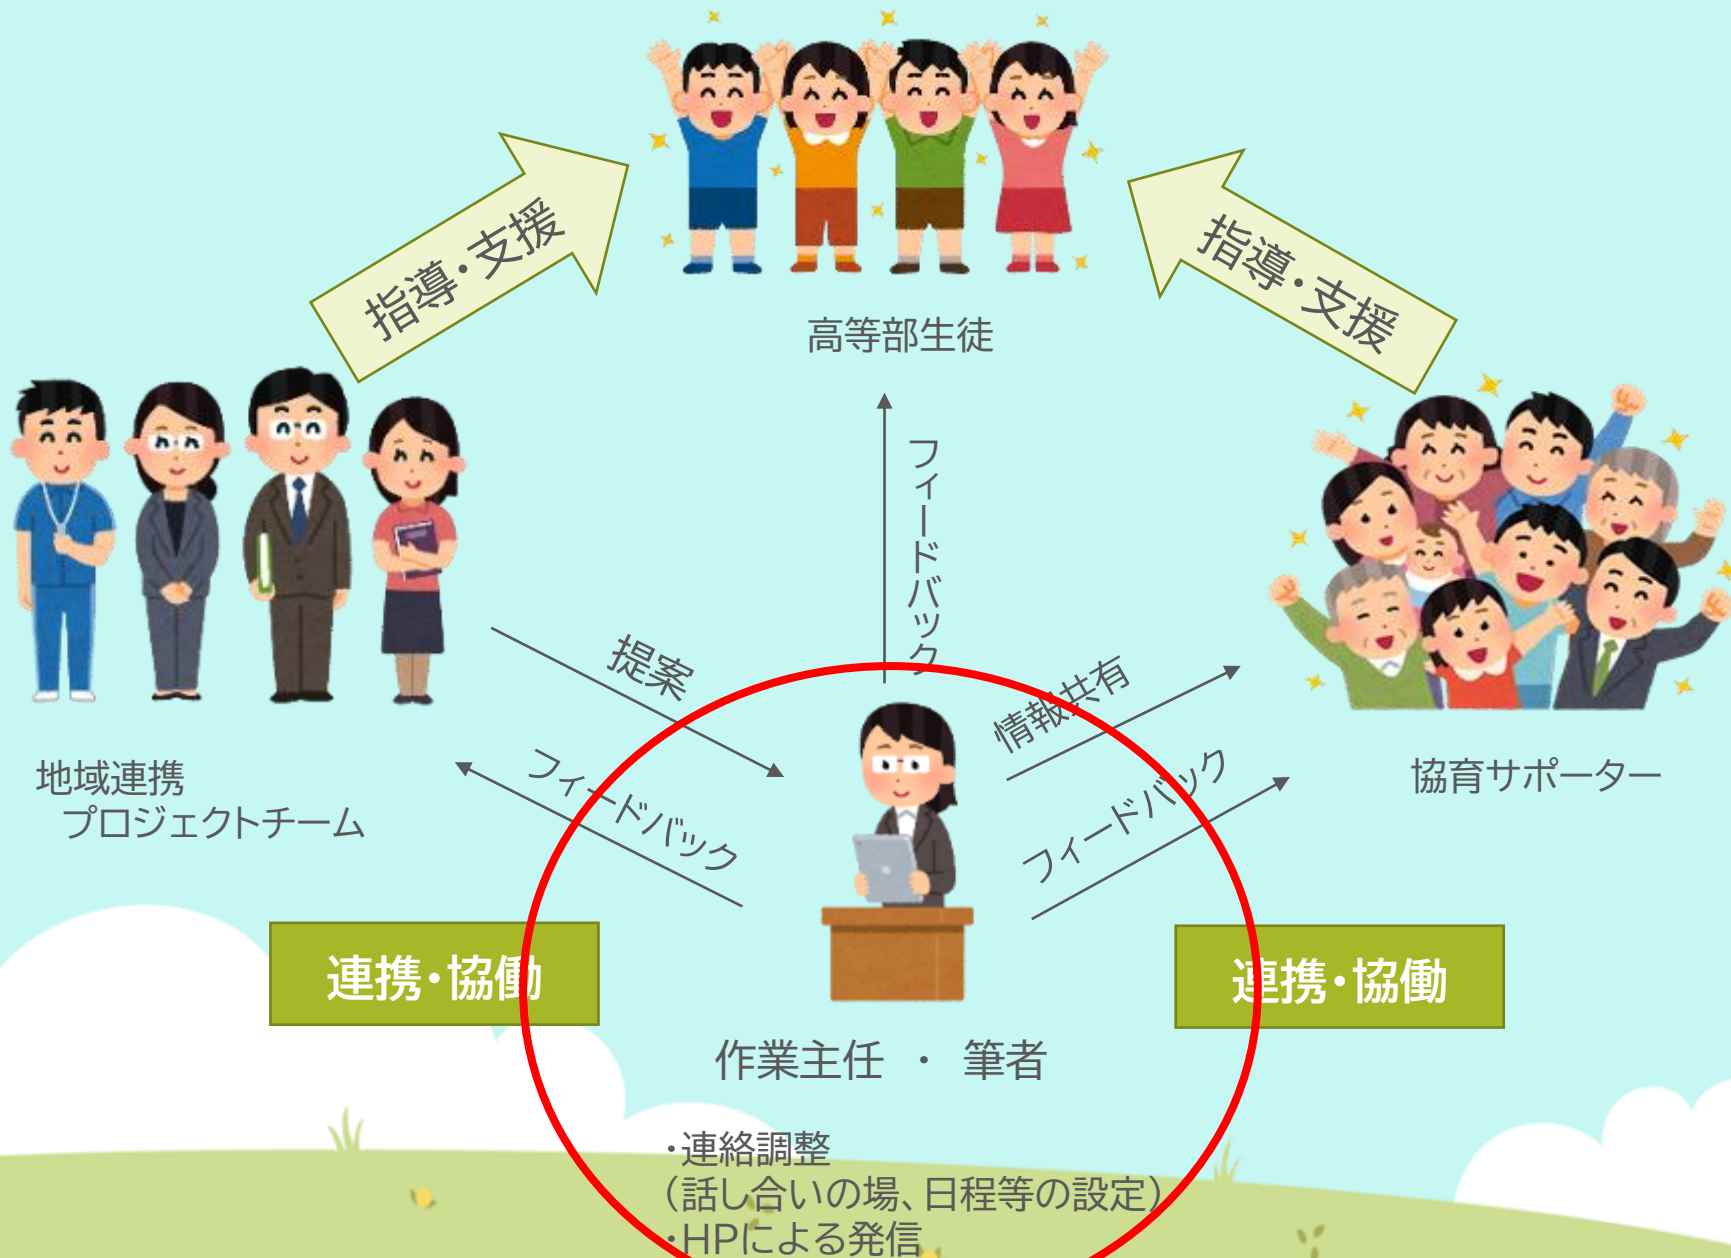 指導・支援
指導・支援
高等部生徒
フィードバック
提案
情報共有
地域連携
プロジェクトチーム
フィードバック
フィードバック
協育サポーター
連携・協働
連携・協働
作業主任 ・ 筆者
・連絡調整
（話し合いの場、日程等の設定）
・HPによる発信